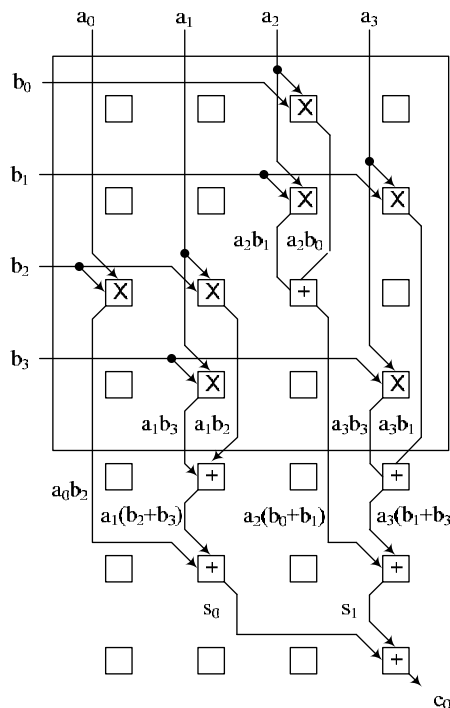 a₀ a₁ a₂ a₃
b₀
X
b₁
X X
a₂b₁ a₂b₀
b₂
X X +
b₃
X X
a₁b₃ a₁b₂ a₃b₃ a₃b₁
+ +
a₀b₂
a₁(b₂+b₃) a₂(b₀+b₁) a₃(b₁+b₃
+ +
s₀ s₁
+
c₀